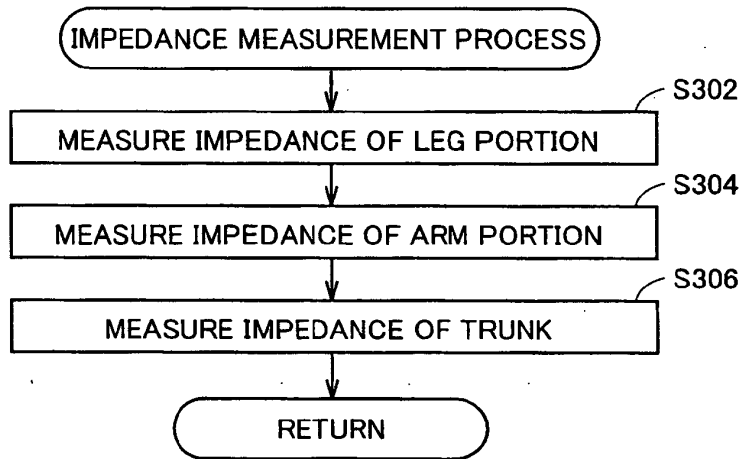 IMPEDANCE MEASUREMENT PROCESS
S302
MEASURE IMPEDANCE OF LEG PORTION
S304
MEASURE IMPEDANCE OF ARM PORTION
S306
MEASURE IMPEDANCE OF TRUNK
RETURN